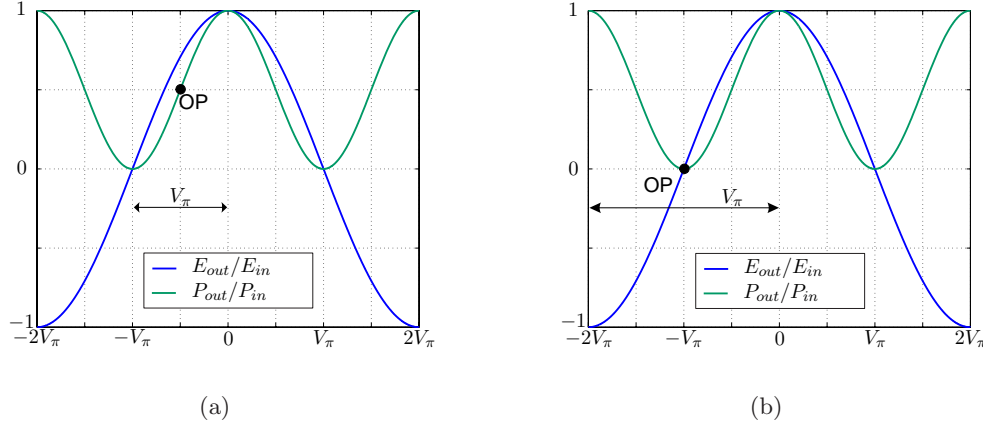 1
OP
0
V_π
E_out/E_in
P_out/P_in
−1
−2V_π −V_π 0 V_π 2V_π
(a)
1
0
OP
V_π
E_out/E_in
P_out/P_in
−1
−2V_π −V_π 0 V_π 2V_π
(b)